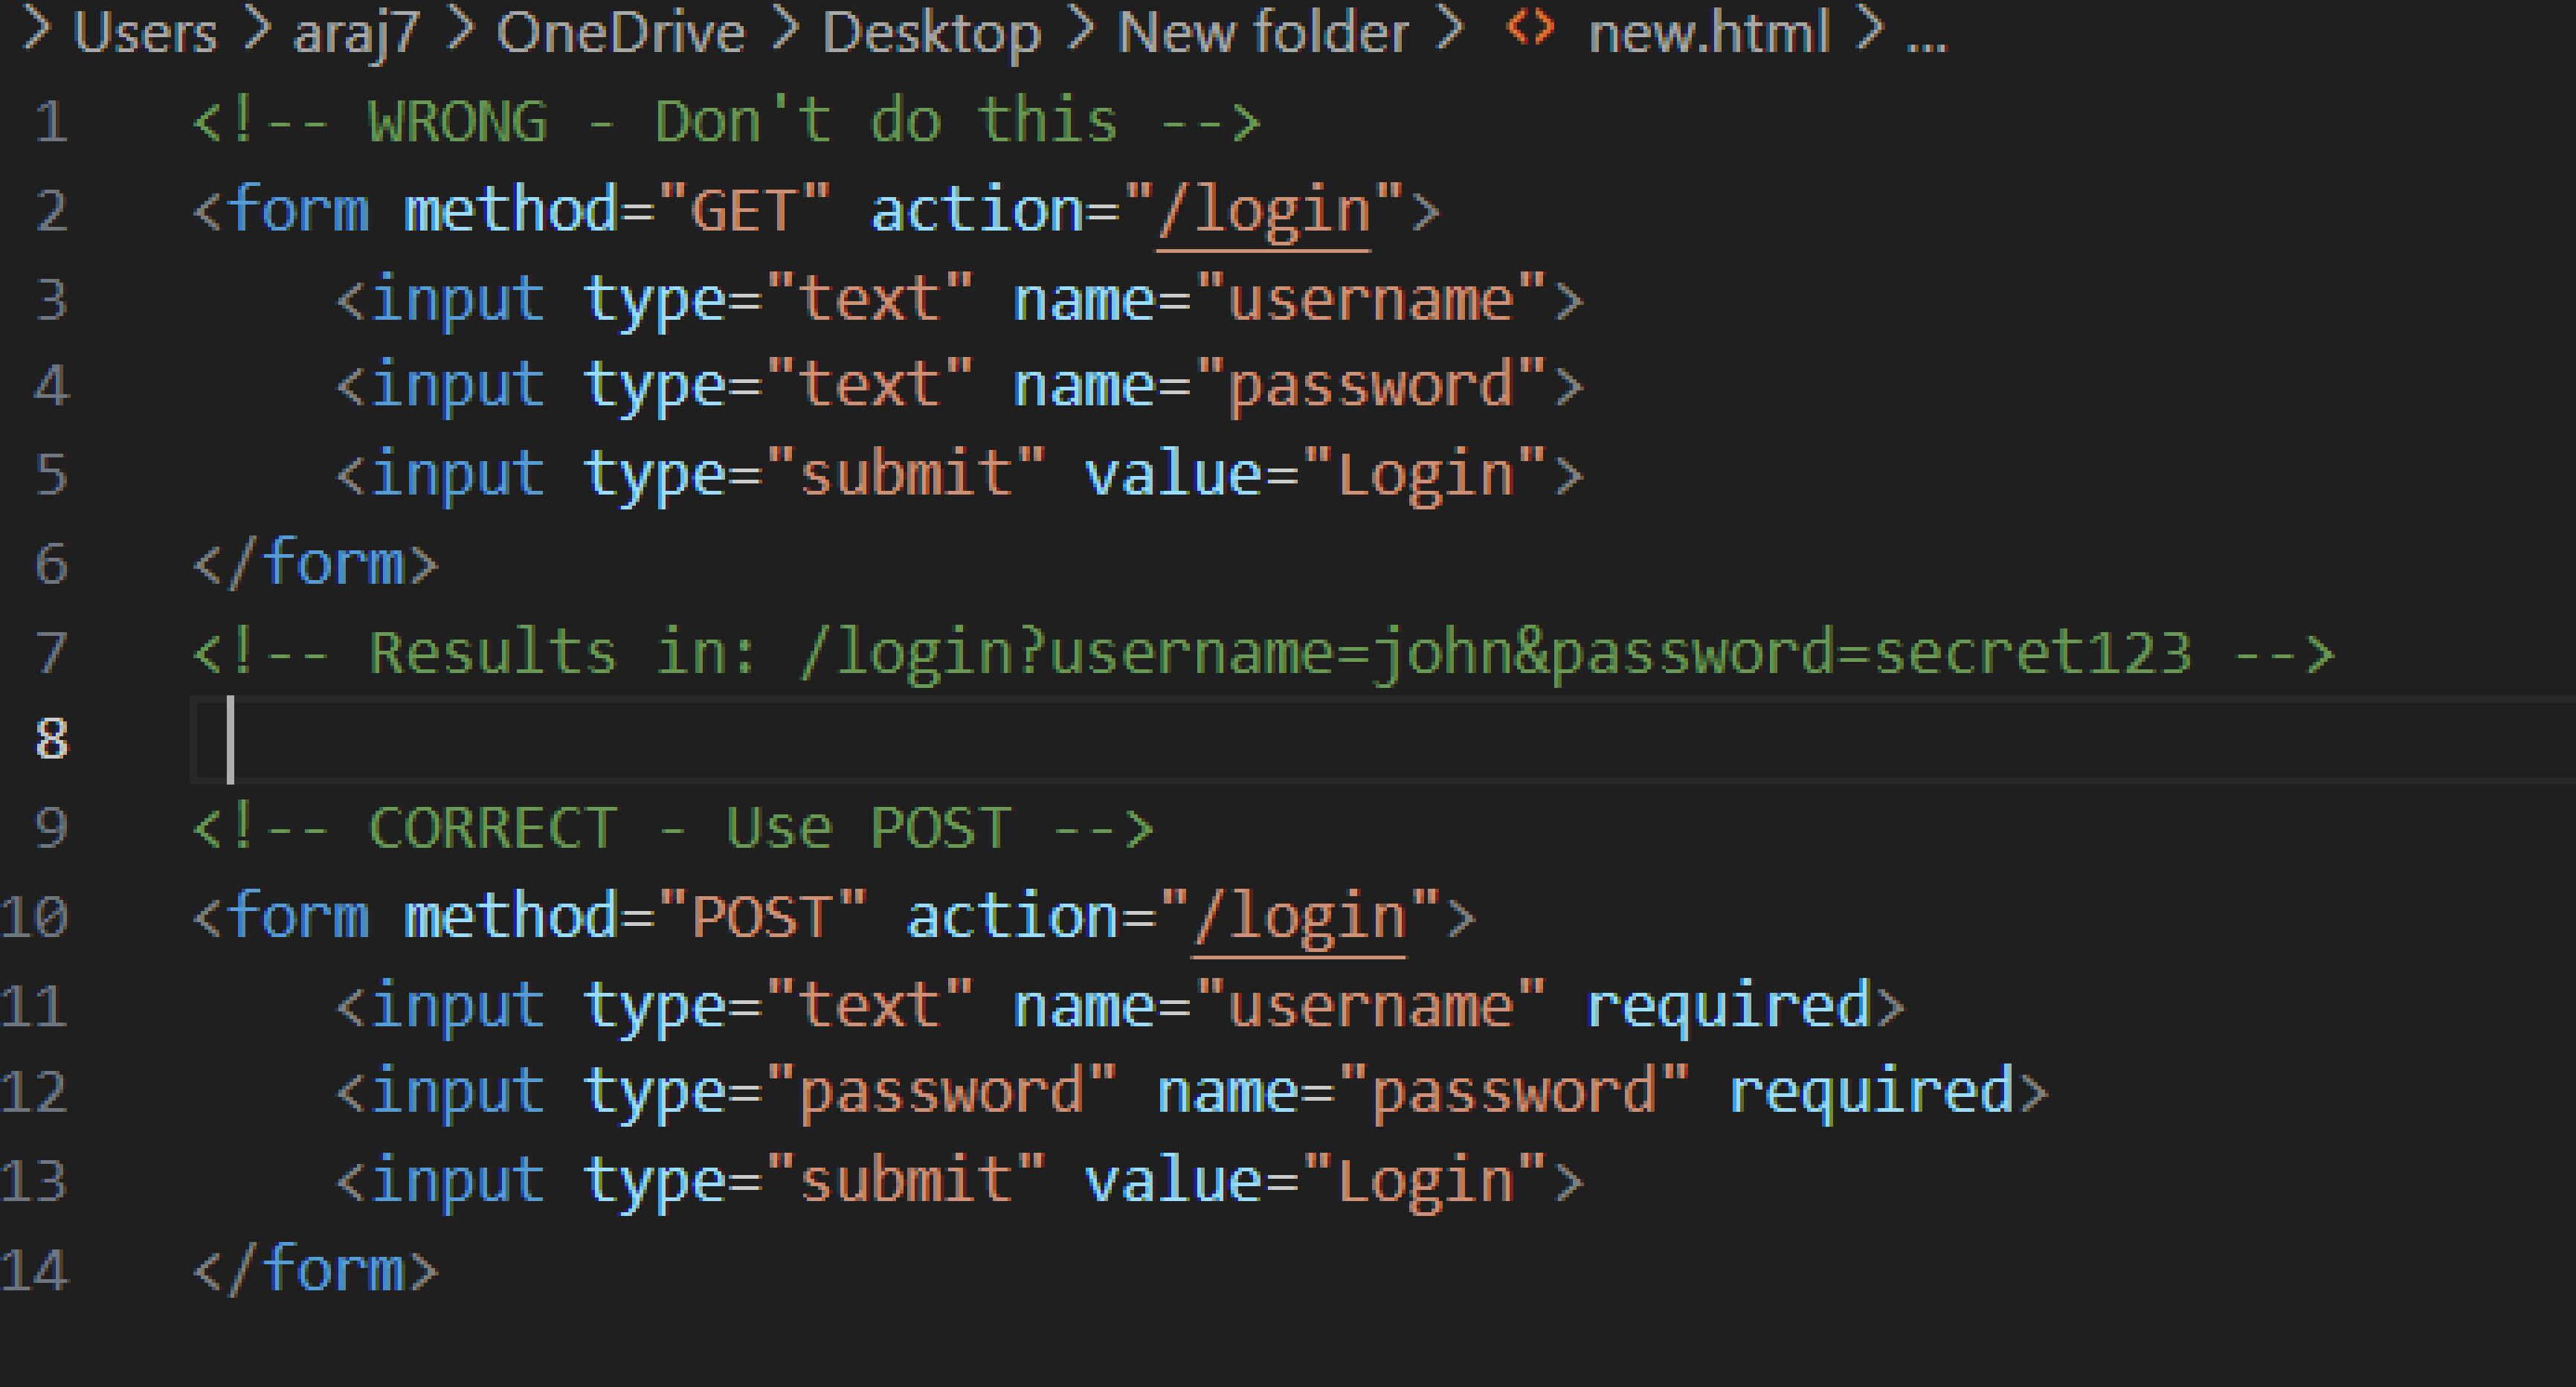 > Users > araj7 > OneDrive > Desktop > New folder > <> new.html > ...
1 <!-- WRONG - Don't do this -->
2 <form method="GET" action="/login">
3     <input type="text" name="username">
4     <input type="text" name="password">
5     <input type="submit" value="Login">
6 </form>
7 <!-- Results in: /login?username=john&password=secret123 -->
8
9 <!-- CORRECT - Use POST -->
10 <form method="POST" action="/login">
11     <input type="text" name="username" required>
12     <input type="password" name="password" required>
13     <input type="submit" value="Login">
14 </form>